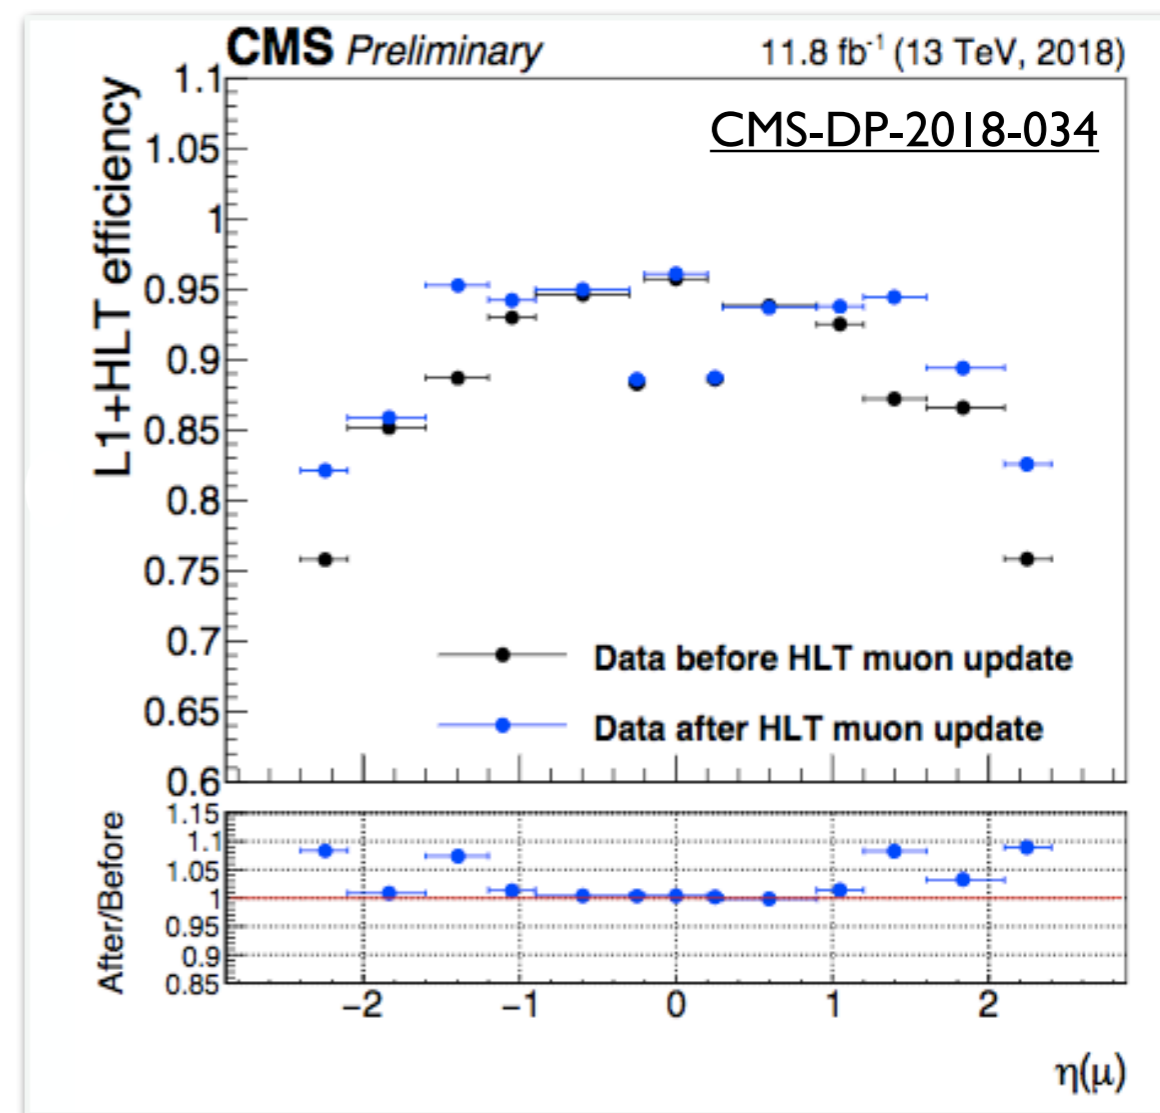 CMS Preliminary 11.8 fb⁻¹ (13 TeV, 2018)
CMS-DP-2018-034
L1+HLT efficiency
1.1
1.05
1
0.95
0.9
0.85
0.8
0.75
0.7
0.65
0.6
Data before HLT muon update
Data after HLT muon update
After/Before
1.15
1.1
1.05
1
0.95
0.9
0.85
−2 −1 0 1 2
η(μ)